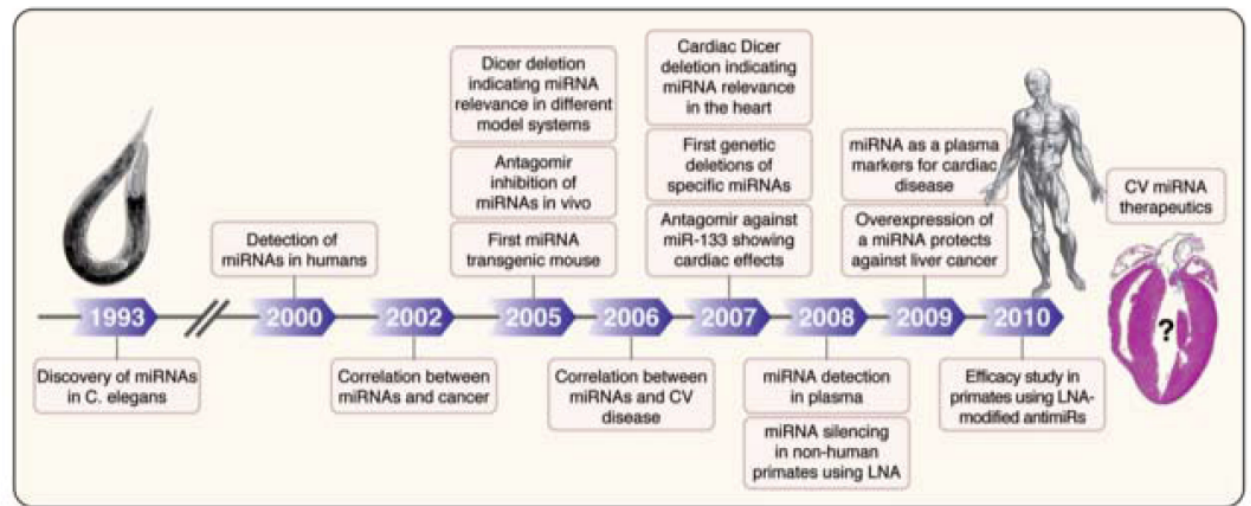 Dicer deletion
indicating miRNA
relevance in different
model systems
Antagomir
inhibition of
miRNAs in vivo
First miRNA
transgenic mouse
Cardiac Dicer
deletion indicating
miRNA relevance
in the heart
First genetic
deletions of
specific miRNAs
Antagomir against
miR-133 showing
cardiac effects
miRNA as a plasma
markers for cardiac
disease
Overexpression of
a miRNA protects
against liver cancer
CV miRNA
therapeutics
Detection of
miRNAs in humans
1993
2000
2002
2005
2006
2007
2008
2009
2010
?
Discovery of miRNAs
in C. elegans
Correlation between
miRNAs and cancer
Correlation between
miRNAs and CV
disease
miRNA detection
in plasma
miRNA silencing
in non-human
primates using LNA
Efficacy study in
primates using LNA-
modified antimiRs